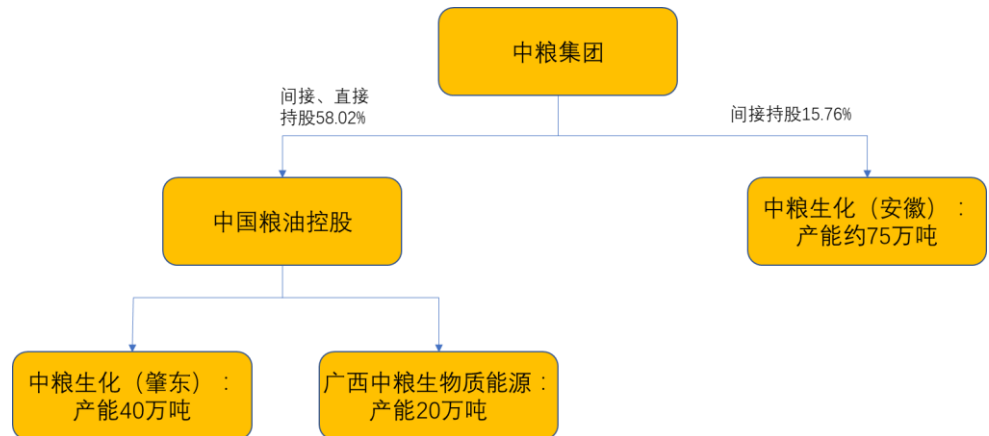 中粮集团
间接、直接
持股58.02%
间接持股15.76%
中国粮油控股
中粮生化（安徽）：
产能约75万吨
中粮生化（肇东）：
产能40万吨
广西中粮生物质能源：
产能20万吨